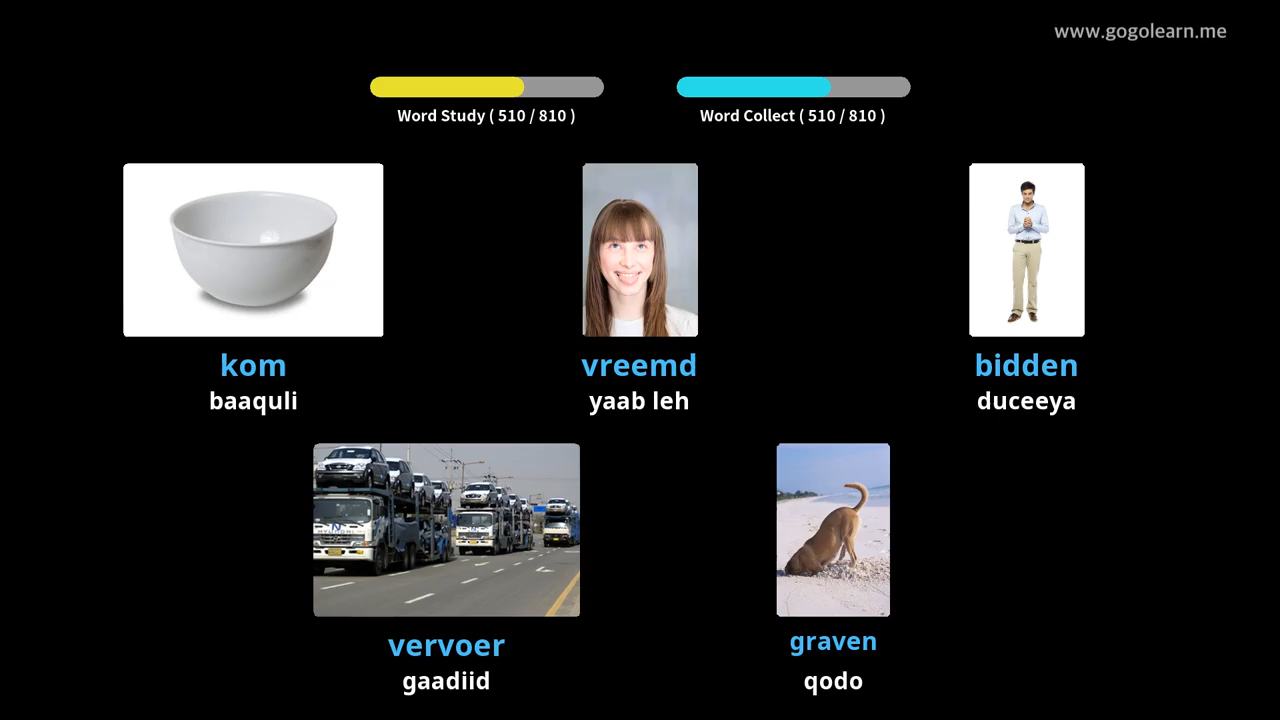 www.gogolearn.me
Word Study ( 510 / 810 )
Word Collect ( 510 / 810 )
kom
baaquli
vreemd
yaab leh
bidden
duceeya
vervoer
gaadiid
graven
qodo